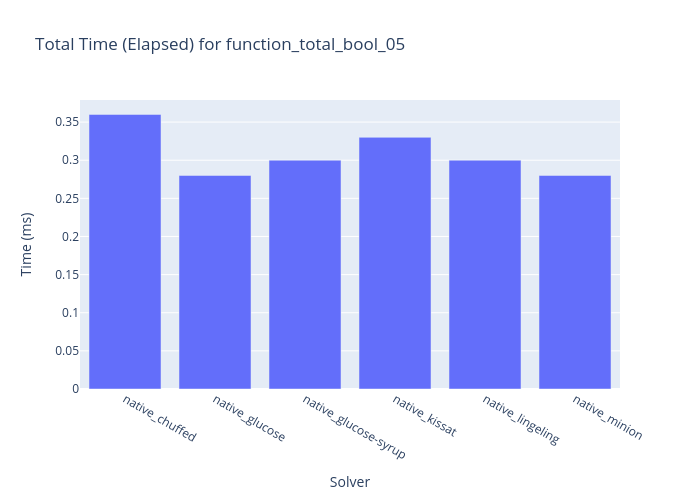 Total Time (Elapsed) for function_total_bool_05
Time (ms)
0.35
0.3
0.25
0.2
0.15
0.1
0.05
0
native_chuffed
native_glucose
native_glucose-syrup
native_kissat
native_lingeling
native_minion
Solver